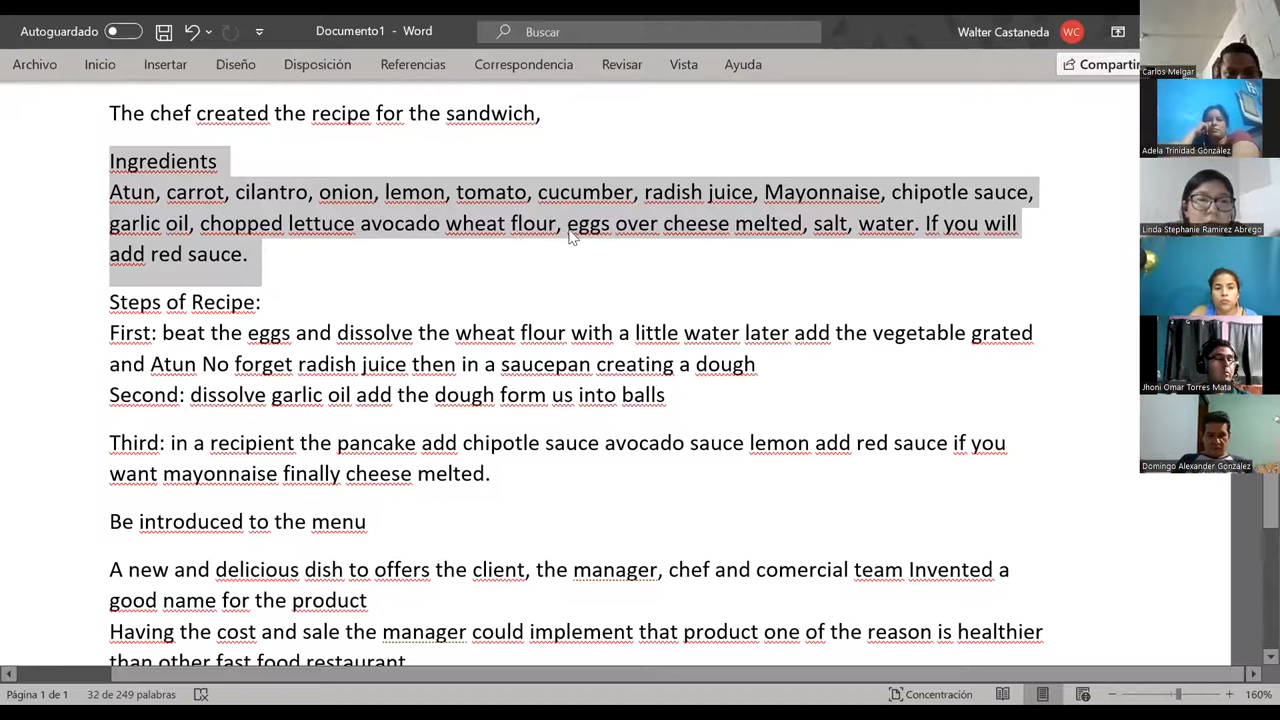 Autoguardado
Documento1 - Word
Buscar
Walter Castaneda
WC
Archivo
Inicio
Insertar
Diseño
Disposición
Referencias
Correspondencia
Revisar
Vista
Ayuda
Compartir
The chef created the recipe for the sandwich,
Ingredients
Atun, carrot, cilantro, onion, lemon, tomato, cucumber, radish juice, Mayonnaise, chipotle sauce,
garlic oil, chopped lettuce avocado wheat flour, eggs over cheese melted, salt, water. If you will
add red sauce.
Steps of Recipe:
First: beat the eggs and dissolve the wheat flour with a little water later add the vegetable grated
and Atun No forget radish juice then in a saucepan creating a dough
Second: dissolve garlic oil add the dough form us into balls
Third: in a recipient the pancake add chipotle sauce avocado sauce lemon add red sauce if you
want mayonnaise finally cheese melted.
Be introduced to the menu
A new and delicious dish to offers the client, the manager, chef and comercial team Invented a
good name for the product
Having the cost and sale the manager could implement that product one of the reason is healthier
than other fast food restaurant
Carlos Melgar
Adela Trinidad González
Linda Stephanie Ramirez Abrego
Jhoni Omar Torres Mata
Domingo Alexander González
Página 1 de 1
32 de 249 palabras
Concentración
160%